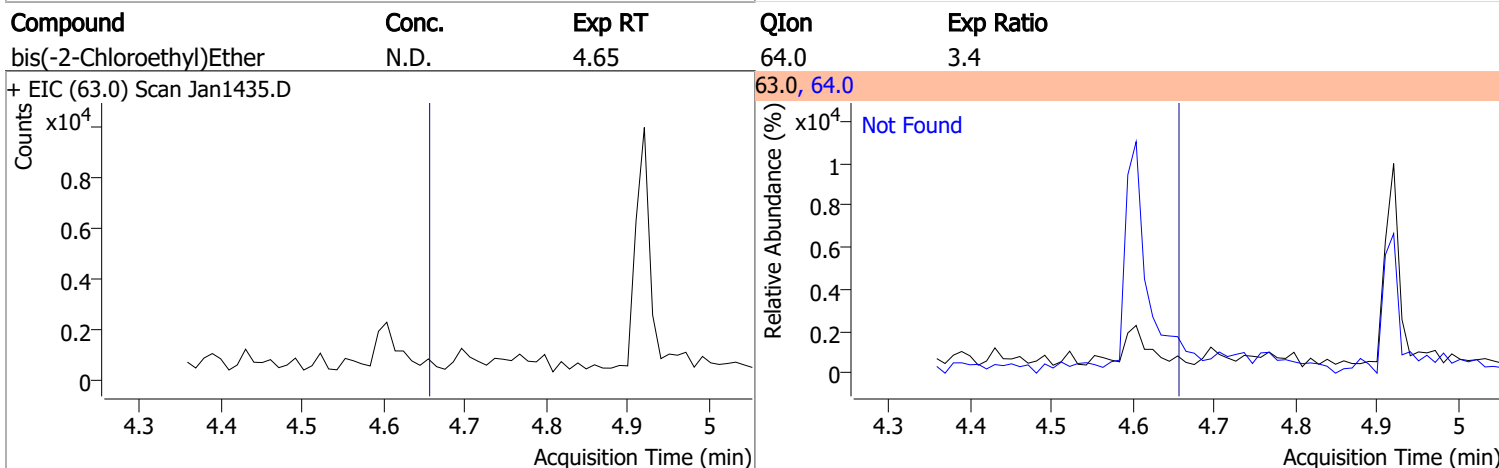 Compound Conc. Exp RT QIon Exp Ratio
bis(-2-Chloroethyl)Ether N.D. 4.65 64.0 3.4
+ EIC (63.0) Scan Jan1435.D
Counts
x10^4
0.8
0.6
0.4
0.2
0
4.3 4.4 4.5 4.6 4.7 4.8 4.9 5
Acquisition Time (min)
63.0, 64.0
Relative Abundance (%)
x10^4
Not Found
1
0.8
0.6
0.4
0.2
0
4.3 4.4 4.5 4.6 4.7 4.8 4.9 5
Acquisition Time (min)